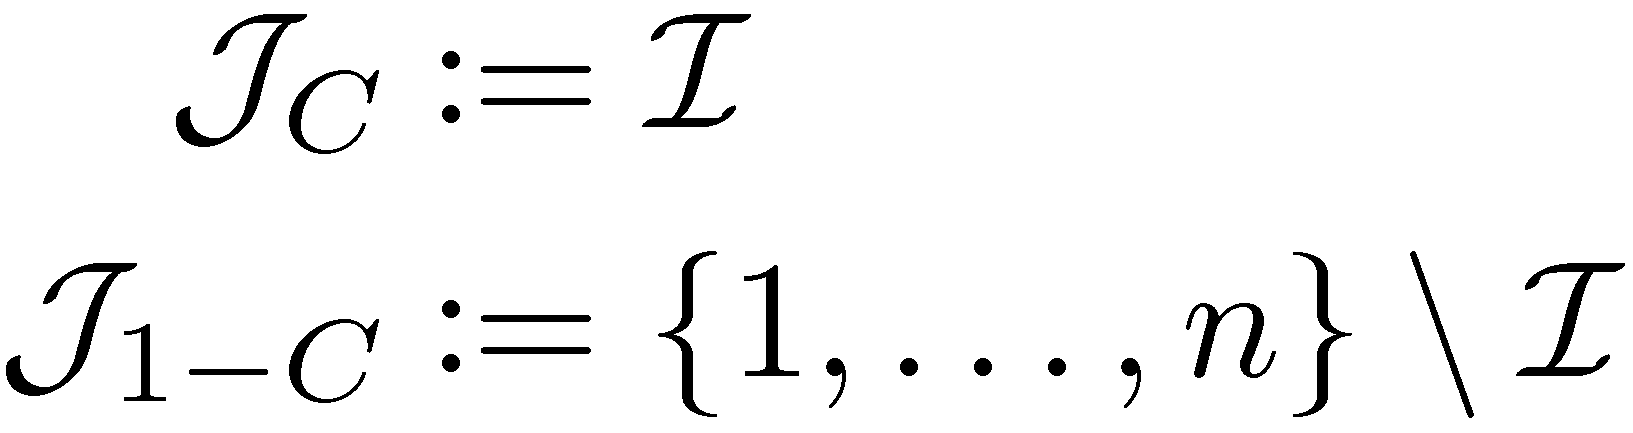 𝒥_C := ℐ
𝒥_{1−C} := {1, . . . , n} \ ℐ